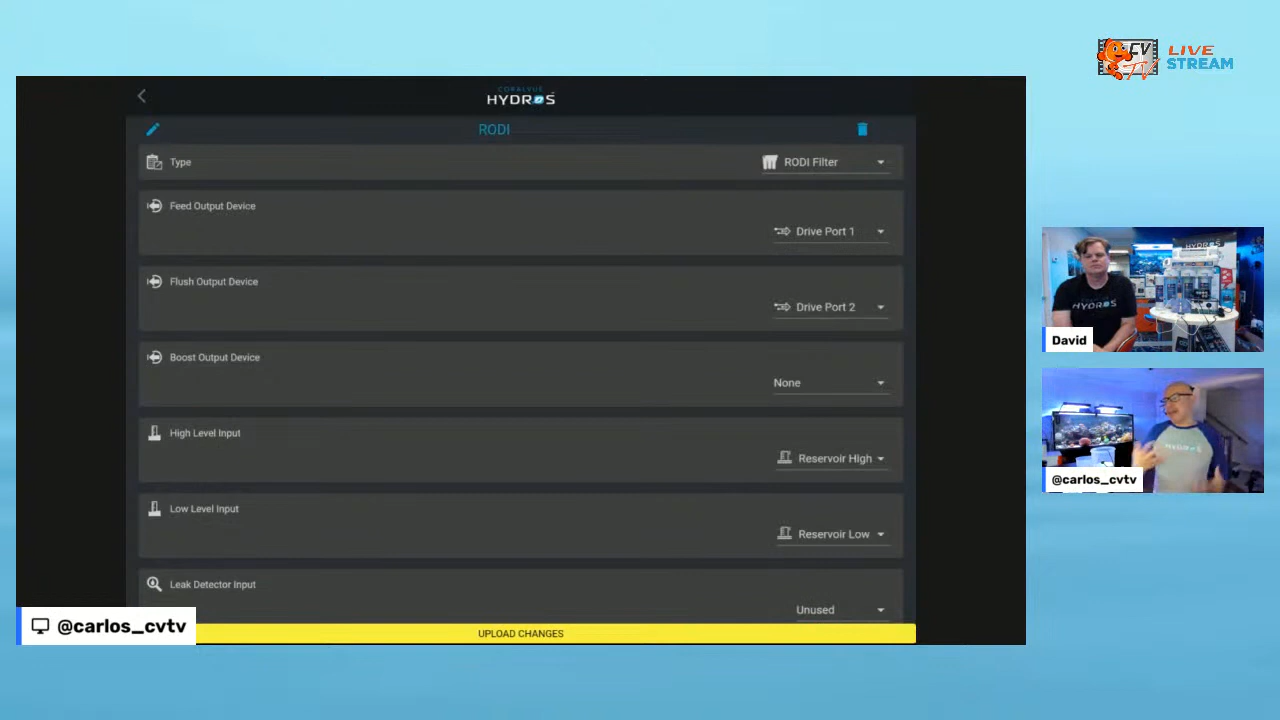 CV
TV
LIVE
STREAM
CORALVUE
HYDROS
RODI
Type
RODI Filter
Feed Output Device
Drive Port 1
Flush Output Device
Drive Port 2
Boost Output Device
None
High Level Input
Reservoir High
Low Level Input
Reservoir Low
Leak Detector Input
Unused
UPLOAD CHANGES
@carlos_cvtv
HYDROS
HYDROS
David
HYDROS
@carlos_cvtv